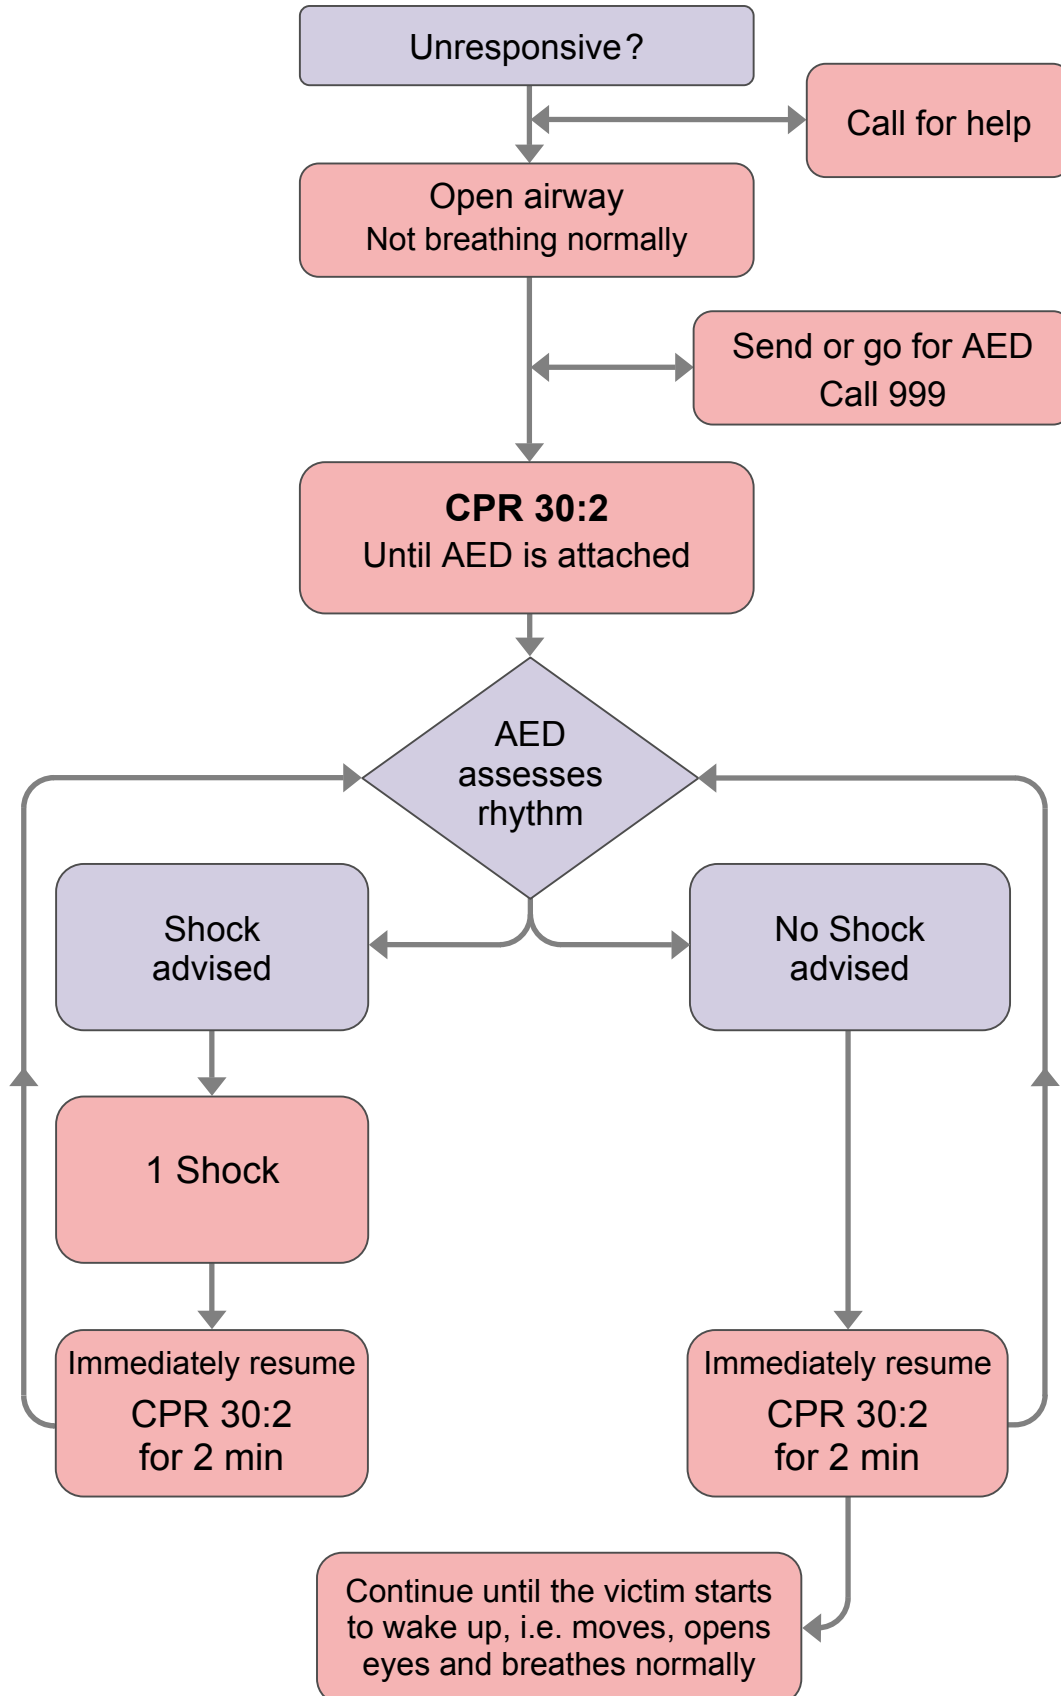 Unresponsive?
Call for help
Open airway
Not breathing normally
Send or go for AED
Call 999
CPR 30:2
Until AED is attached
AED
assesses
rhythm
Shock
advised
No Shock
advised
1 Shock
Immediately resume
CPR 30:2
for 2 min
Immediately resume
CPR 30:2
for 2 min
Continue until the victim starts
to wake up, i.e. moves, opens
eyes and breathes normally